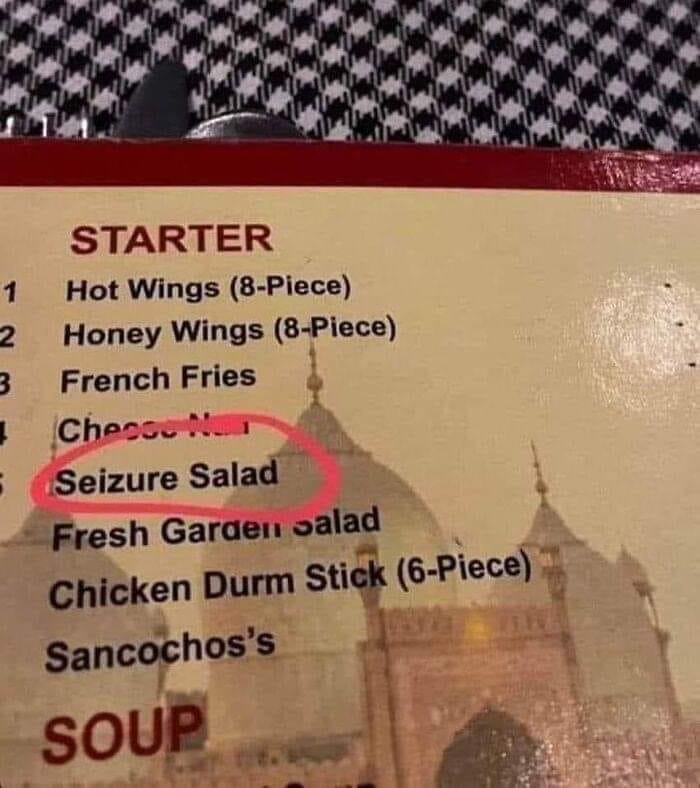 STARTER
1 Hot Wings (8-Piece)
2 Honey Wings (8-Piece)
3 French Fries
Cheese
Seizure Salad
Fresh Garden Salad
Chicken Durm Stick (6-Piece)
Sancochos's
SOUP